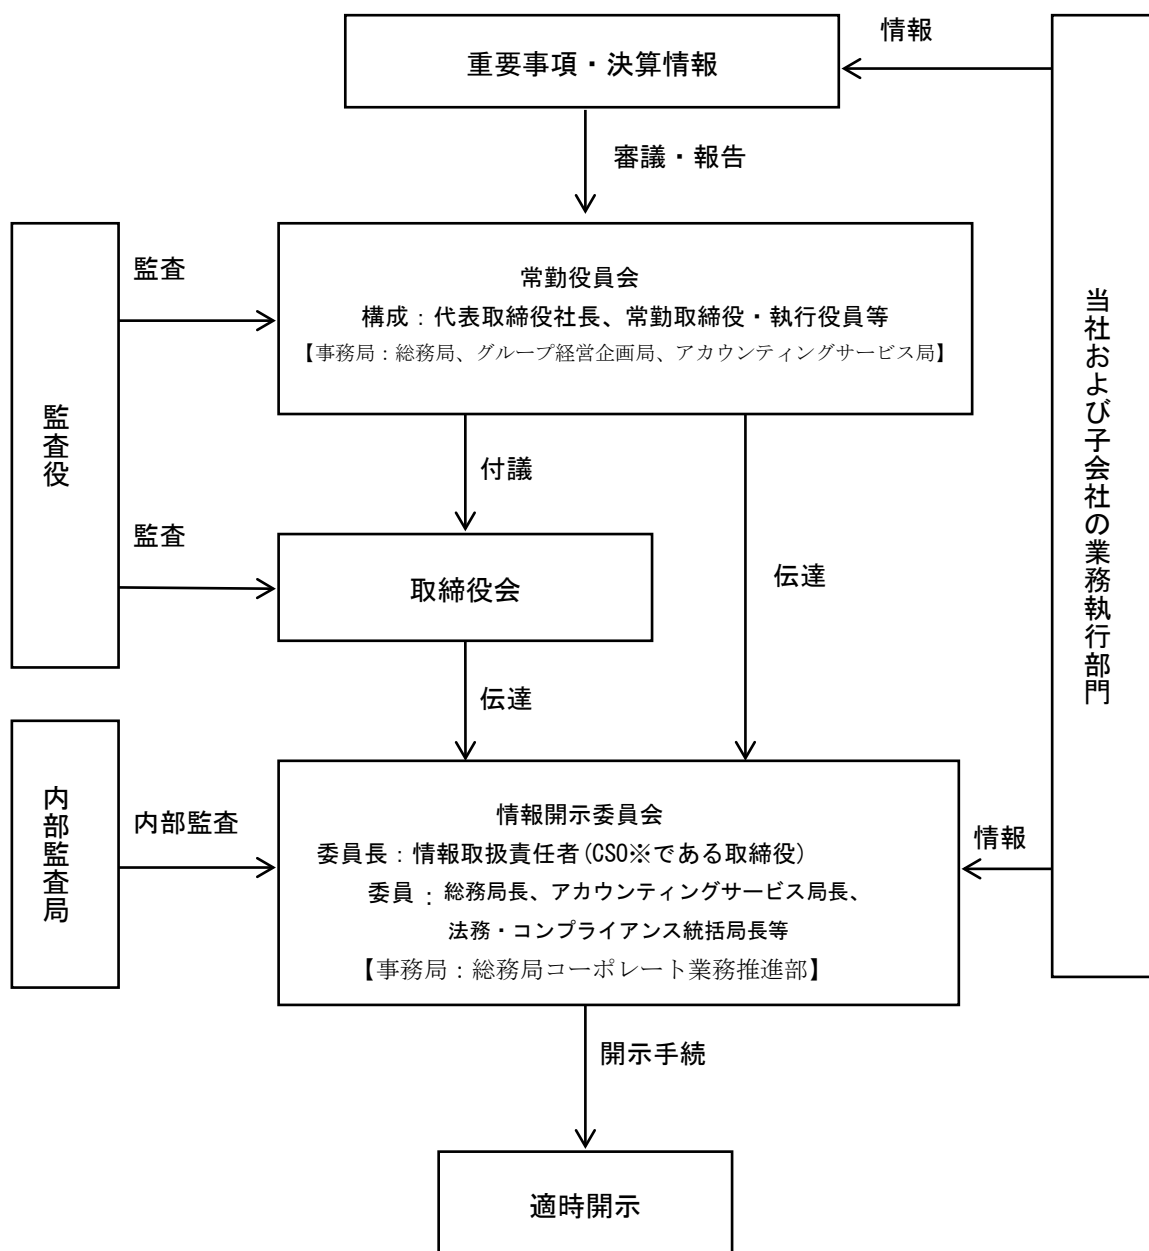 情報
重要事項・決算情報
審議・報告
監査
常勤役員会
構成：代表取締役社長、常勤取締役・執行役員等
【事務局：総務局、グループ経営企画局、アカウンティングサービス局】
監査役
当社および子会社の業務執行部門
付議
監査
取締役会
伝達
伝達
内部監査局
内部監査
情報開示委員会
委員長：情報取扱責任者(CSO※である取締役)
委員：総務局長、アカウンティングサービス局長、
法務・コンプライアンス統括局長等
【事務局：総務局コーポレート業務推進部】
情報
開示手続
適時開示